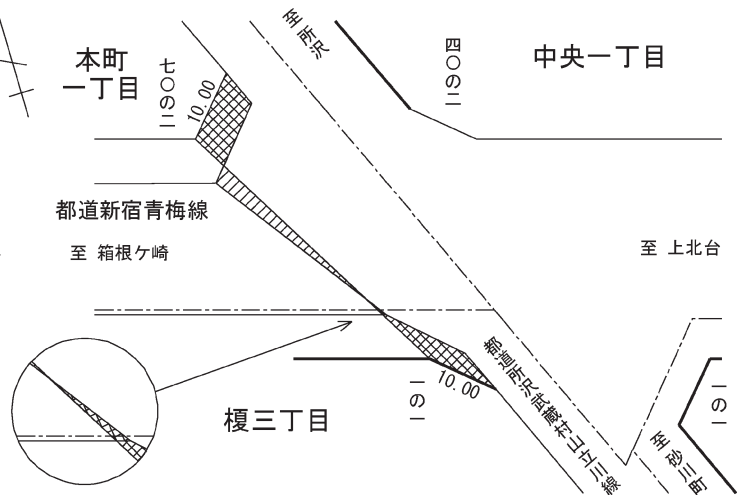 本町
一丁目
七〇の二
10.00
至所沢
四〇の二
中央一丁目
都道新宿青梅線
至 箱根ケ崎
至 上北台
都道所沢武蔵村山立川線
一の一
10.00
榎三丁目
一の一
至砂川町